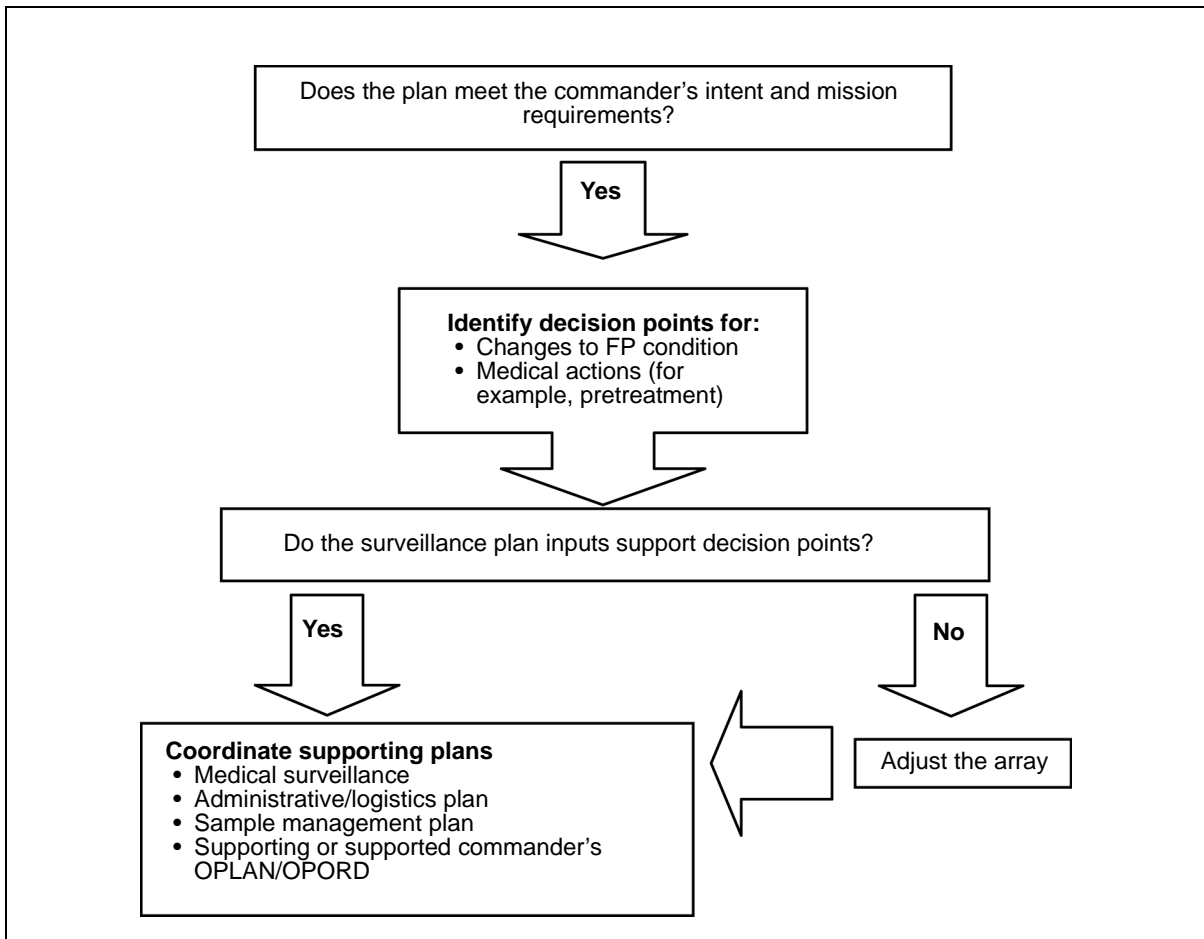 Does the plan meet the commander’s intent and mission
requirements?
Yes
Identify decision points for:
• Changes to FP condition
• Medical actions (for
example, pretreatment)
Do the surveillance plan inputs support decision points?
Yes
No
Coordinate supporting plans
• Medical surveillance
• Administrative/logistics plan
• Sample management plan
• Supporting or supported commander’s
OPLAN/OPORD
Adjust the array